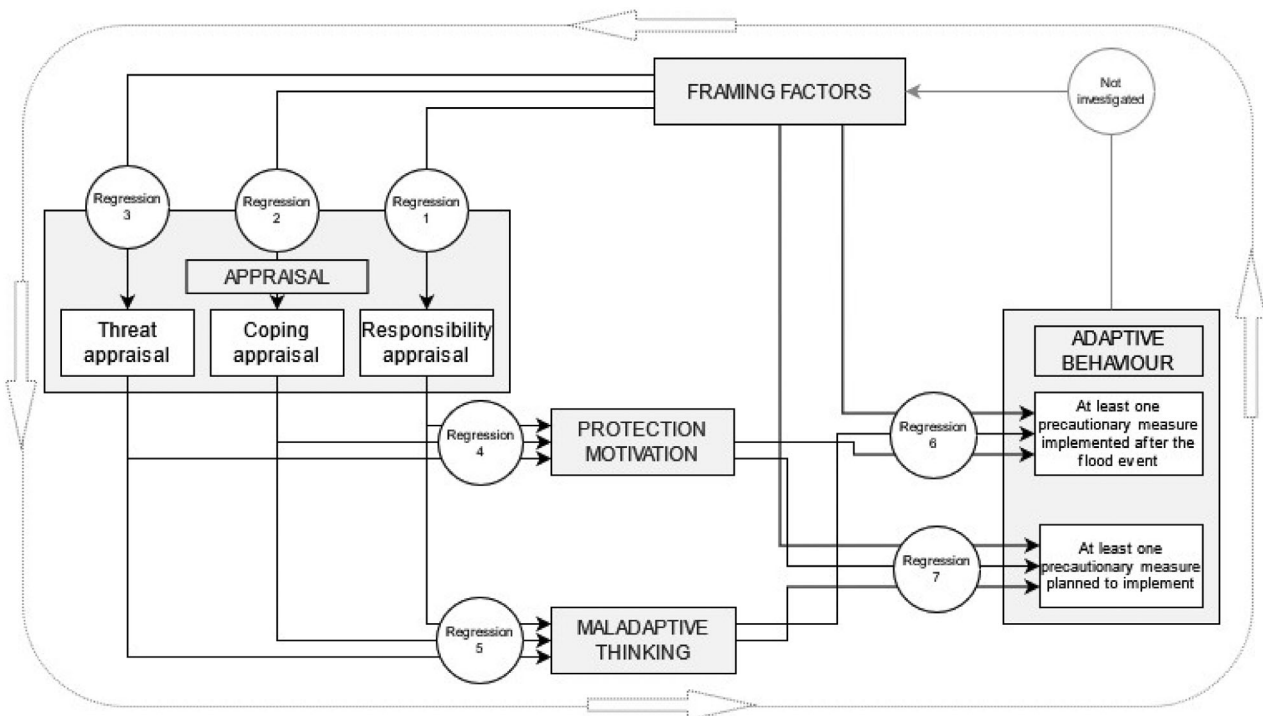 FRAMING FACTORS
Not
investigated
Regression
3
Regression
2
Regression
1
APPRAISAL
Threat
appraisal
Coping
appraisal
Responsibility
appraisal
ADAPTIVE
BEHAVIOUR
At least one
precautionary measure
implemented after the
flood event
Regression
4
PROTECTION
MOTIVATION
Regression
6
At least one
precautionary measure
planned to implement
Regression
7
Regression
5
MALADAPTIVE
THINKING